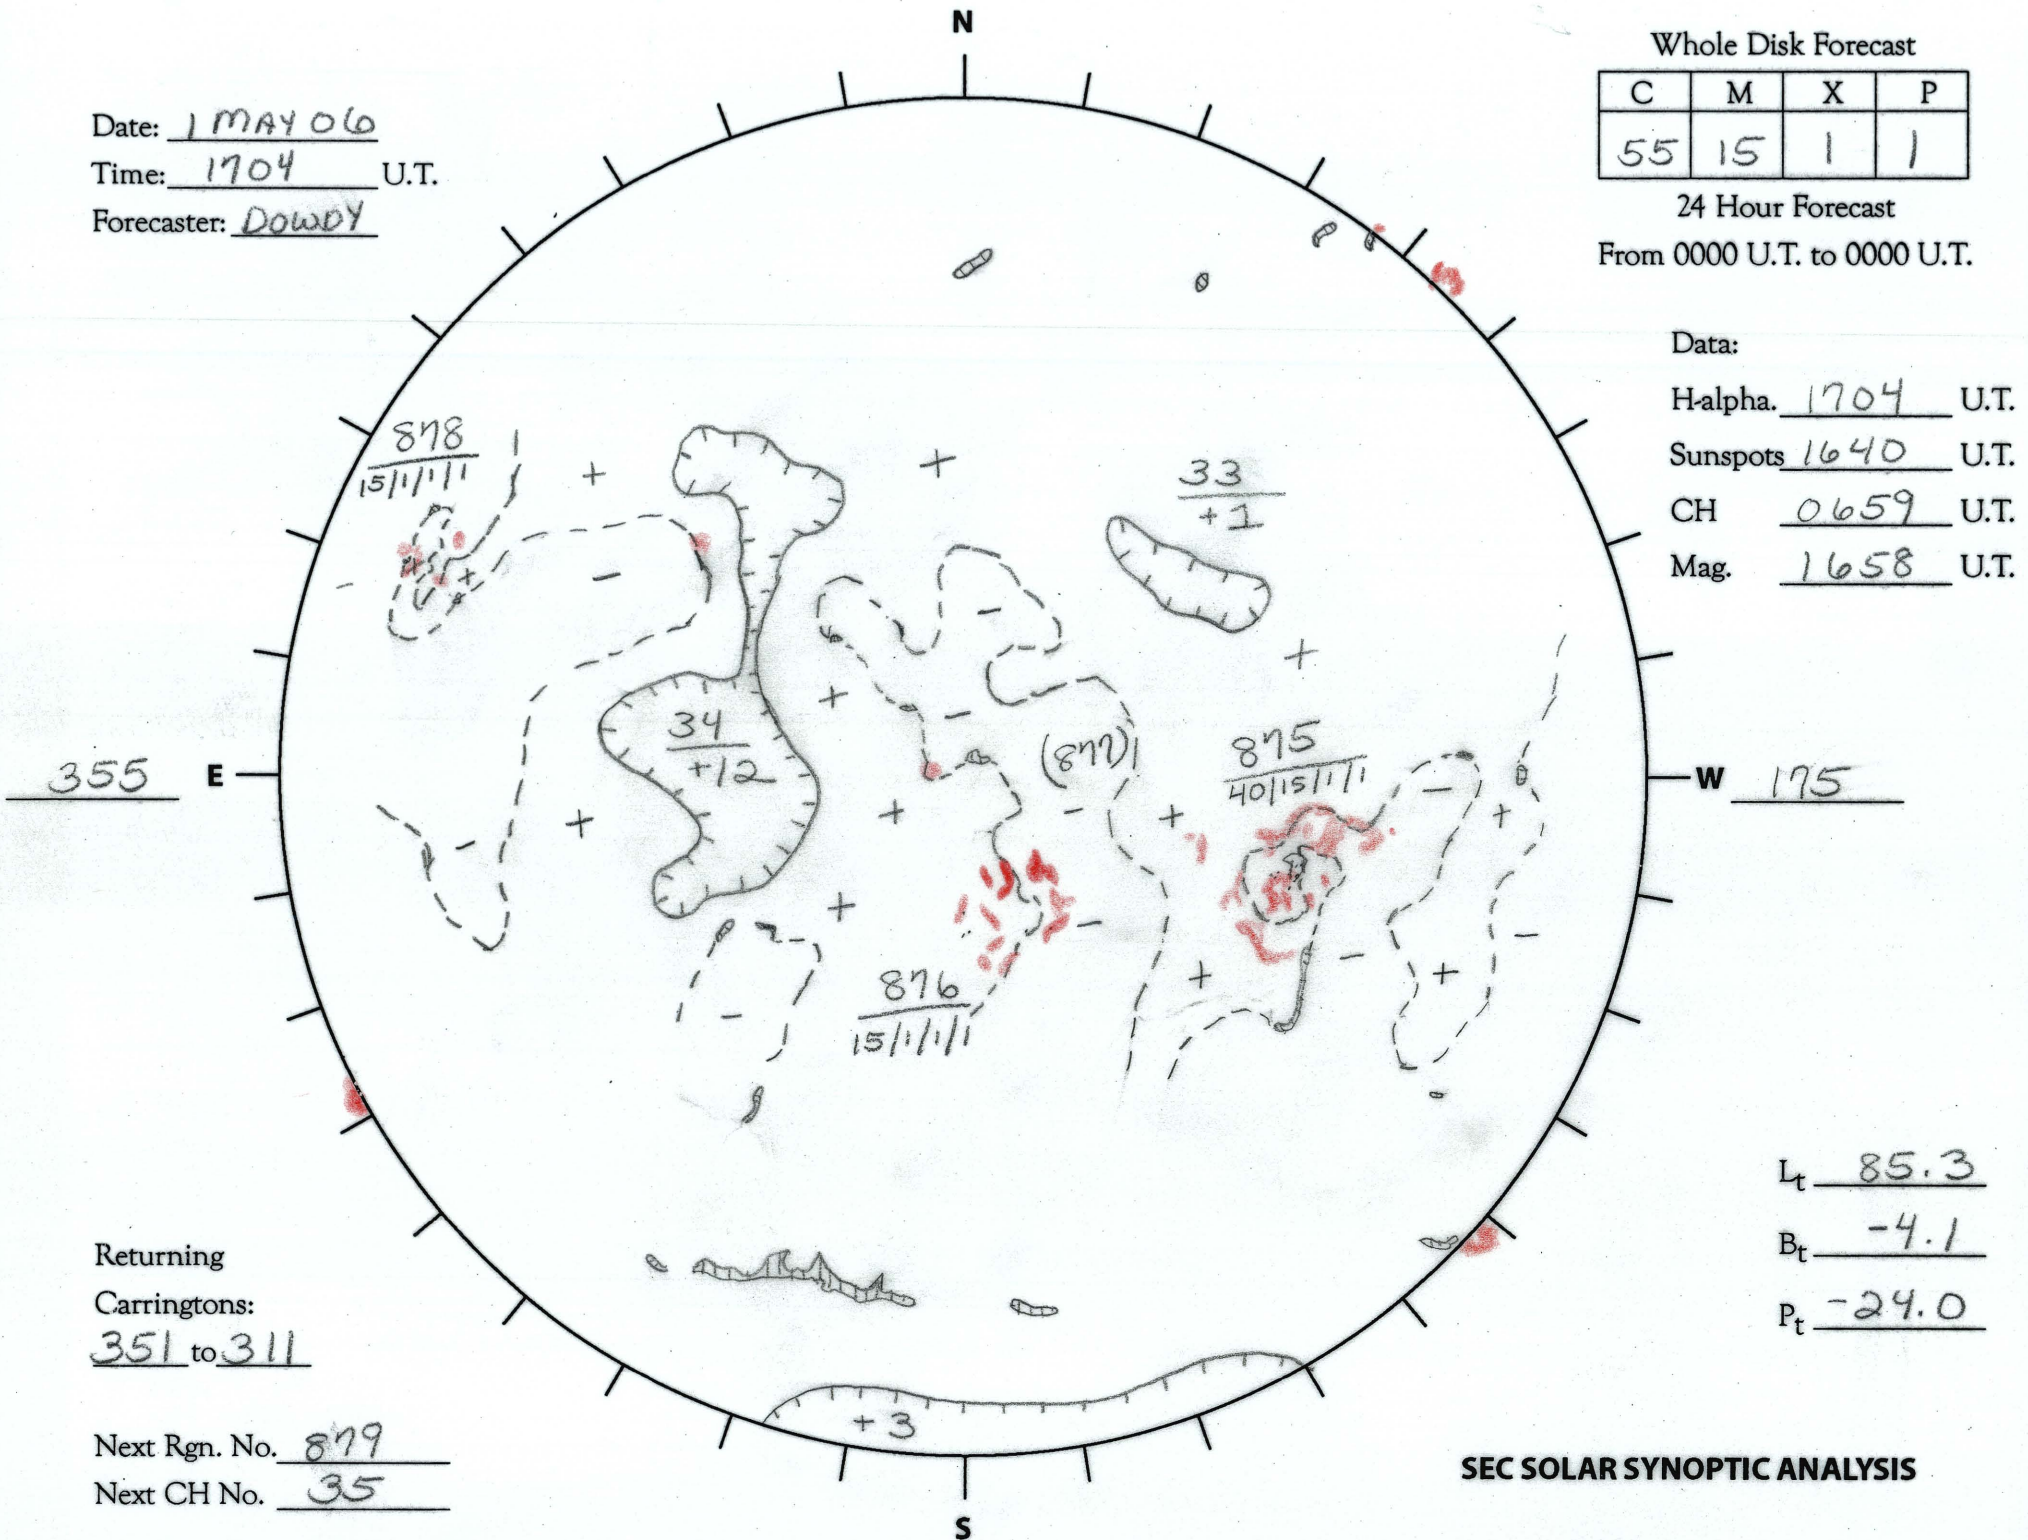 N
Date: 1 MAY 06
Time: 1704 U.T.
Forecaster: DOWDY
Whole Disk Forecast
C M X P
55 15 1 1
24 Hour Forecast
From 0000 U.T. to 0000 U.T.
Data:
H-alpha. 1704 U.T.
Sunspots 1640 U.T.
CH 0659 U.T.
Mag. 1658 U.T.
878
15/1/1/1
+
+
33
+1
-
-
-
+
+
34
+12
-
(877)
875
40/15/1/1
355 E
W 175
+
-
+
-
+
-
+
+
-
876
15/1/1/1
-
+
-
+
-
Lt 85.3
Bt -4.1
Pt -24.0
Returning
Carringtons:
351 to 311
+3
Next Rgn. No. 879
Next CH No. 35
SEC SOLAR SYNOPTIC ANALYSIS
S